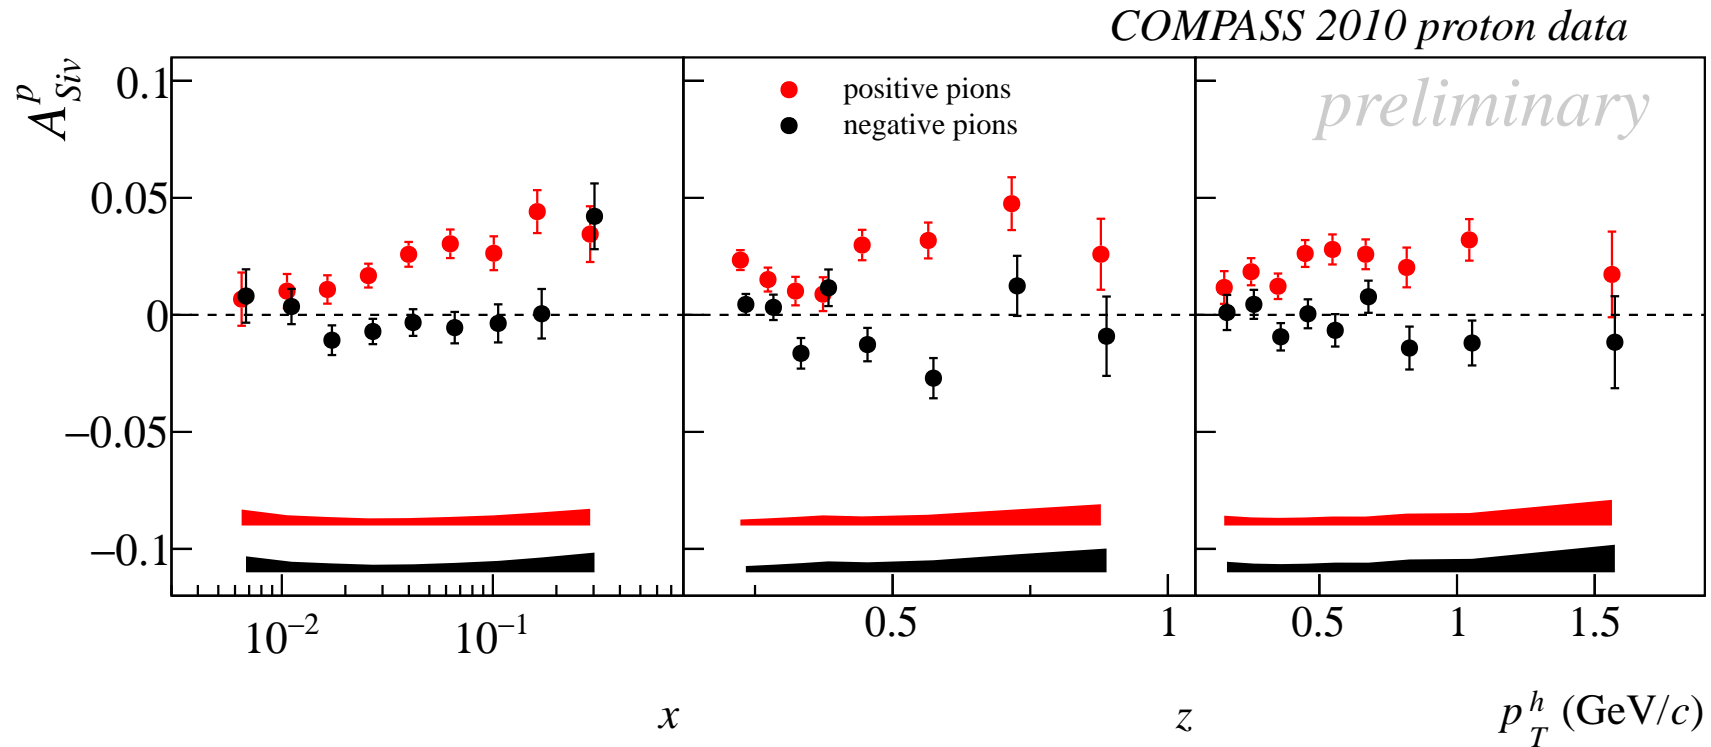 COMPASS 2010 proton data
A^p_Siv
0.1
0.05
0
−0.05
−0.1
positive pions
negative pions
preliminary
10^−2
10^−1
0.5
1
0.5
1
1.5
x
z
p_T^h (GeV/c)